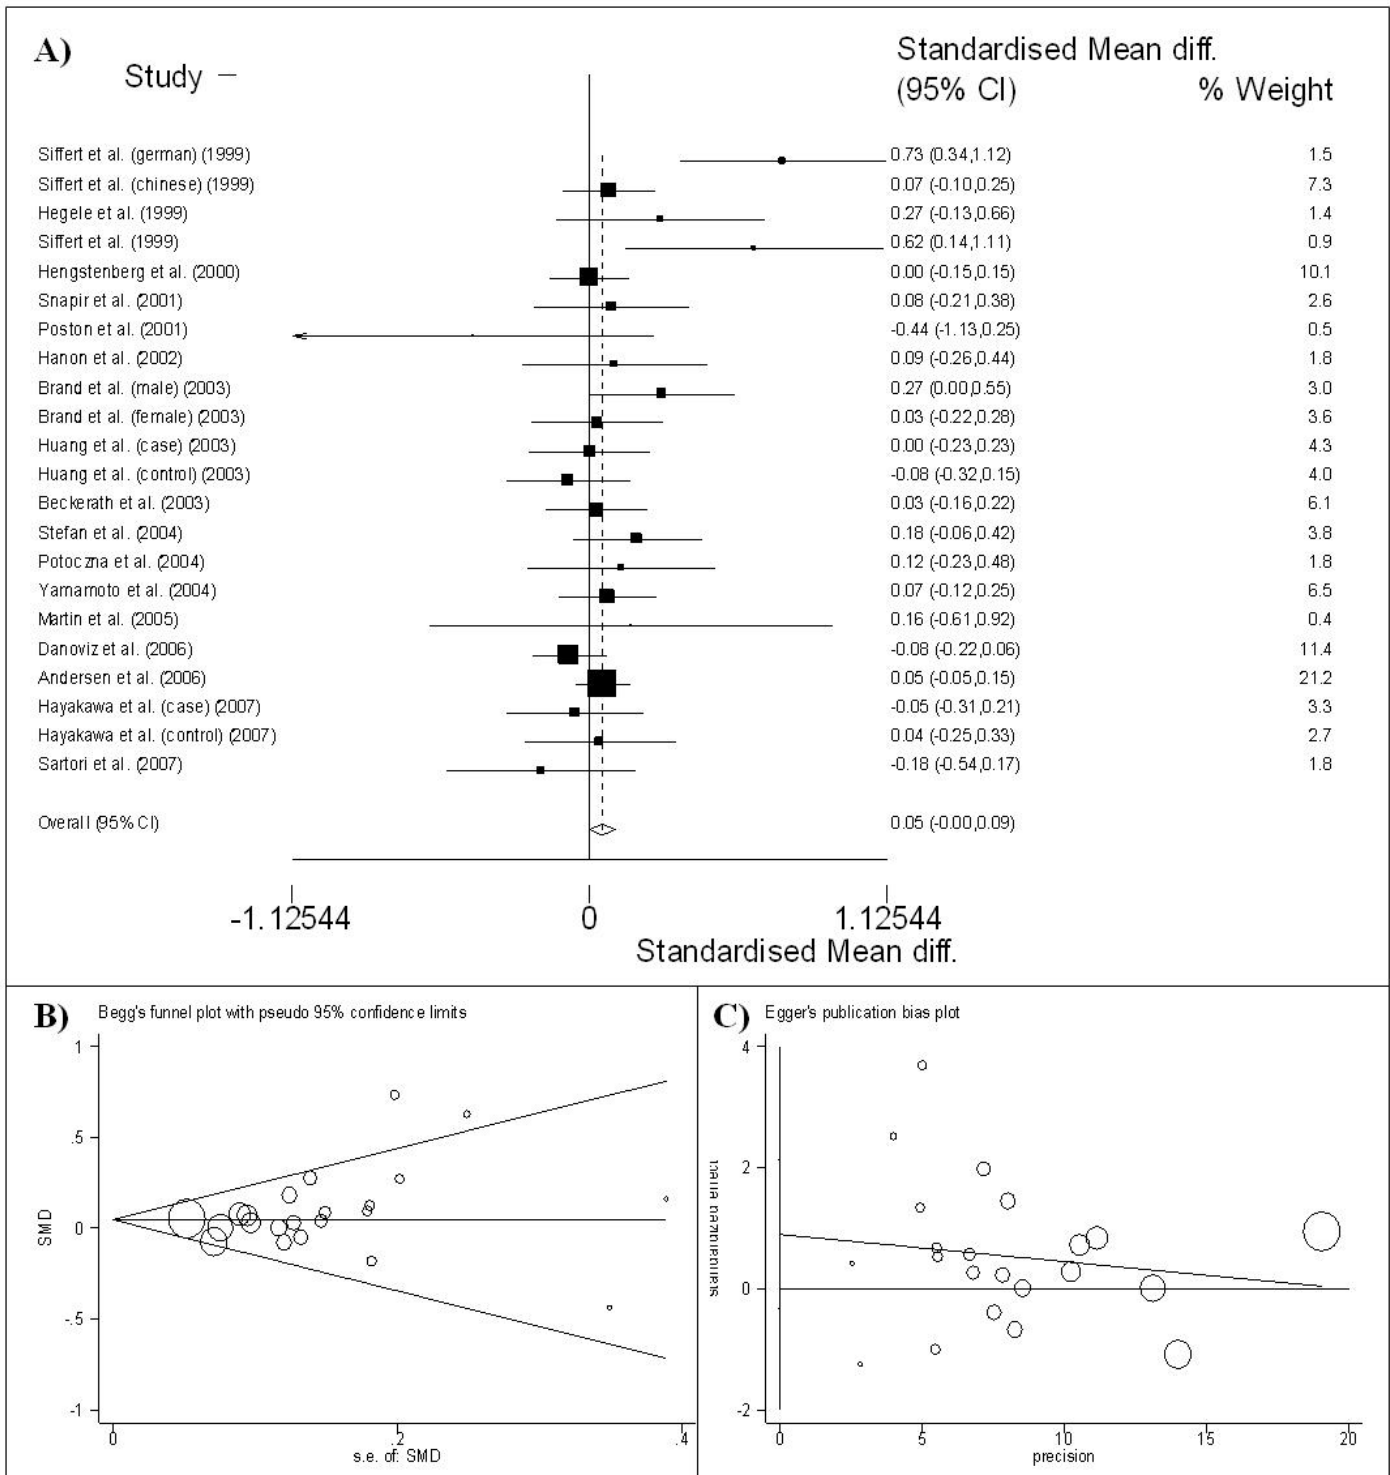 A)
Study
Standardised Mean diff.
(95% CI)
% Weight
Siffert et al. (german) (1999) 0.73 (0.34,1.12) 1.5
Siffert et al. (chinese) (1999) 0.07 (-0.10,0.25) 7.3
Hegele et al. (1999) 0.27 (-0.13,0.66) 1.4
Siffert et al. (1999) 0.62 (0.14,1.11) 0.9
Hengstenberg et al. (2000) 0.00 (-0.15,0.15) 10.1
Snapir et al. (2001) 0.08 (-0.21,0.38) 2.6
Poston et al. (2001) -0.44 (-1.13,0.25) 0.5
Hanon et al. (2002) 0.09 (-0.26,0.44) 1.8
Brand et al. (male) (2003) 0.27 (0.00,0.55) 3.0
Brand et al. (female) (2003) 0.03 (-0.22,0.28) 3.6
Huang et al. (case) (2003) 0.00 (-0.23,0.23) 4.3
Huang et al. (control) (2003) -0.08 (-0.32,0.15) 4.0
Beckerath et al. (2003) 0.03 (-0.16,0.22) 6.1
Stefan et al. (2004) 0.18 (-0.06,0.42) 3.8
Potoczna et al. (2004) 0.12 (-0.23,0.48) 1.8
Yamamoto et al. (2004) 0.07 (-0.12,0.25) 6.5
Martin et al. (2005) 0.16 (-0.61,0.92) 0.4
Danoviz et al. (2006) -0.08 (-0.22,0.06) 11.4
Andersen et al. (2006) 0.05 (-0.05,0.15) 21.2
Hayakawa et al. (case) (2007) -0.05 (-0.31,0.21) 3.3
Hayakawa et al. (control) (2007) 0.04 (-0.25,0.33) 2.7
Sartori et al. (2007) -0.18 (-0.54,0.17) 1.8
Overall (95% CI) 0.05 (-0.00,0.09)
-1.12544 0 1.12544
Standardised Mean diff.
B) Begg's funnel plot with pseudo 95% confidence limits
SMD
1
.5
0
-.5
-1
0 .2 .4
s.e. of: SMD
C) Egger's publication bias plot
4
2
0
-2
0 5 10 15 20
precision